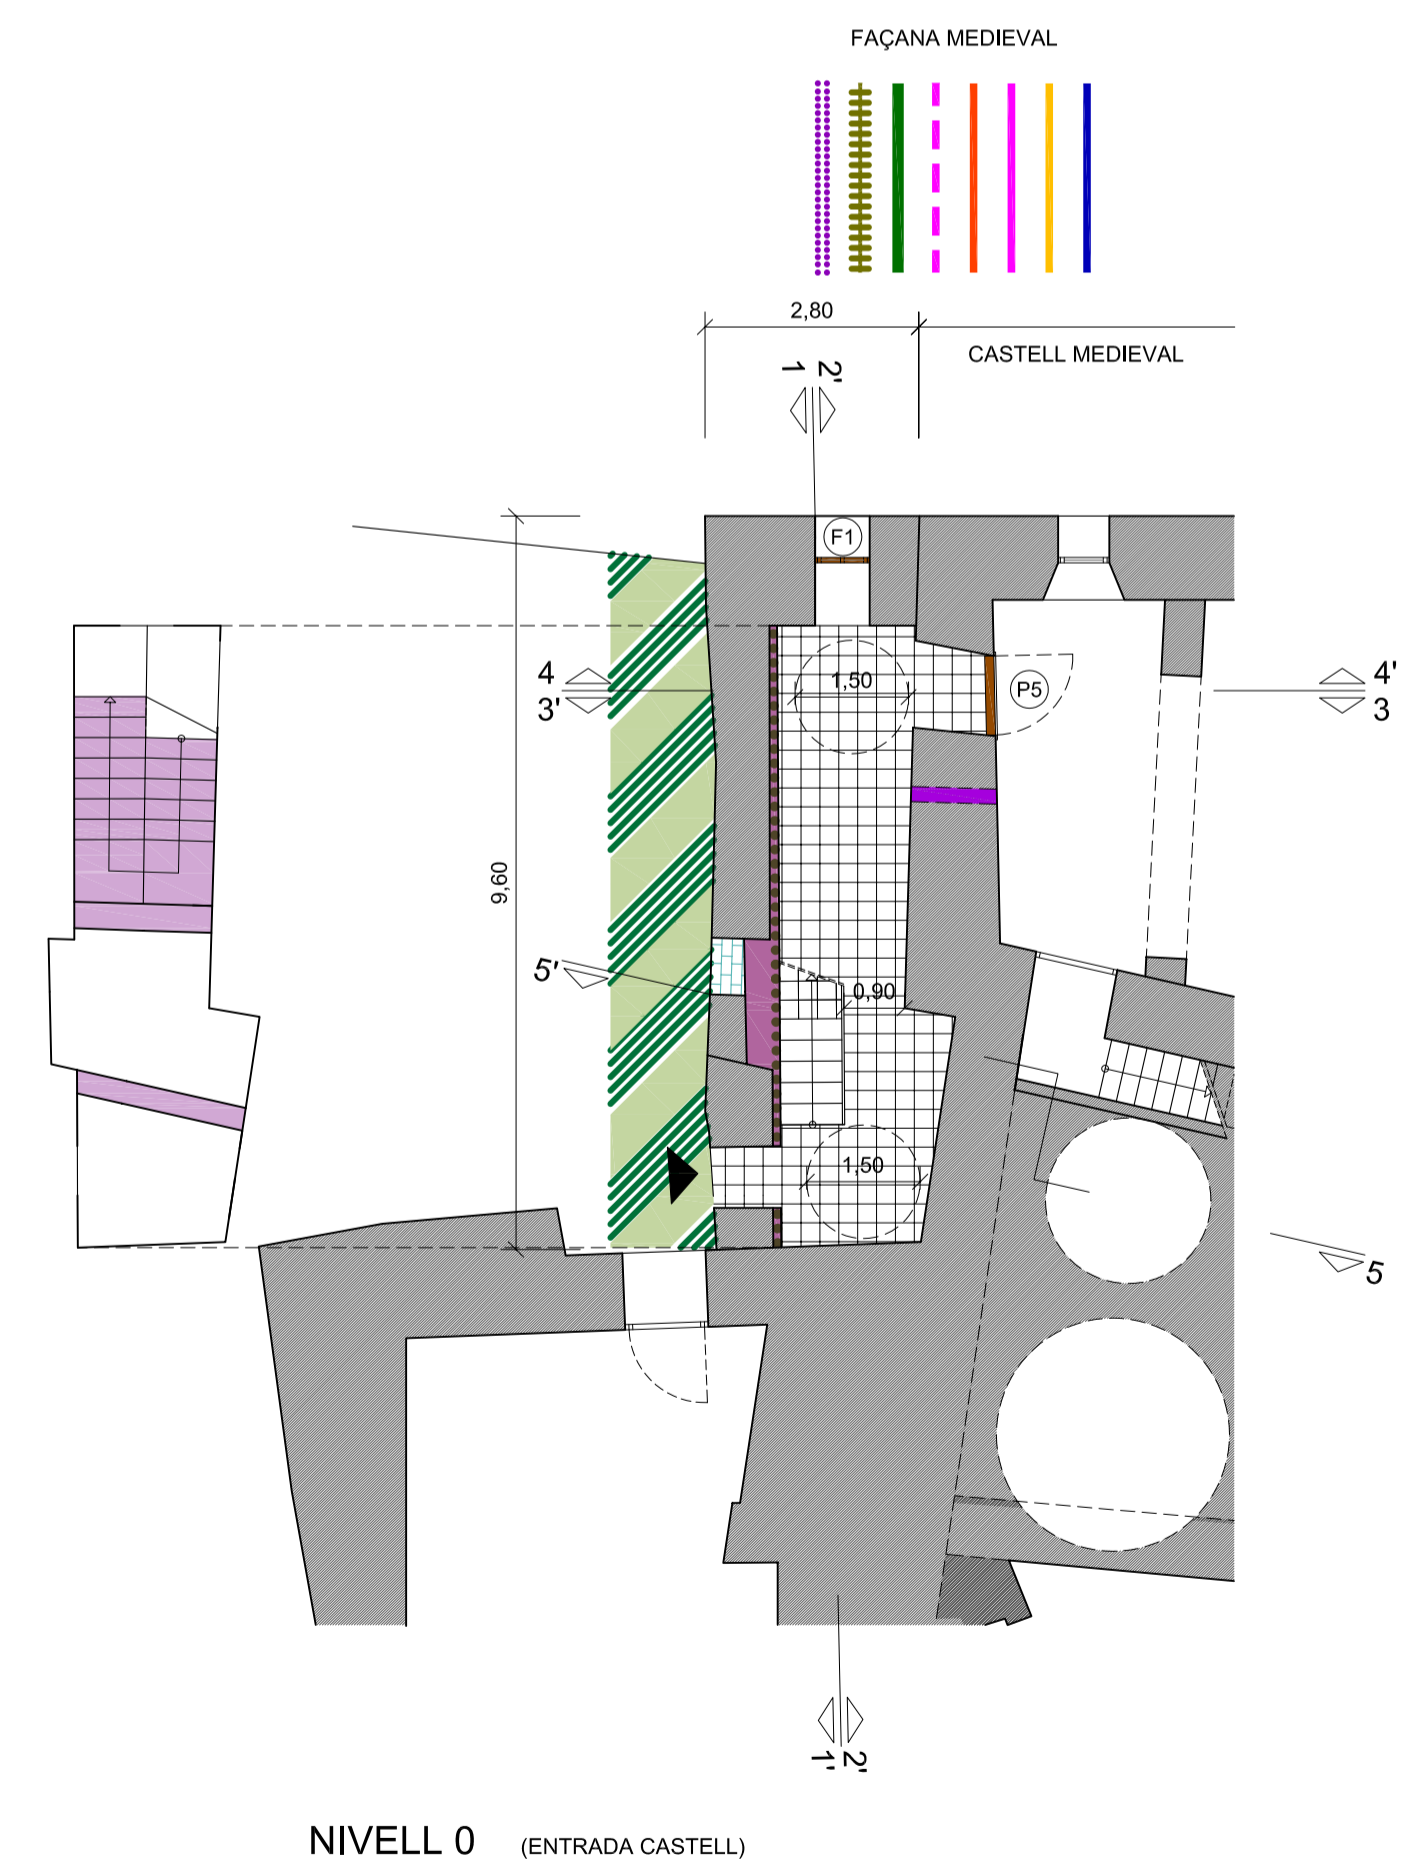 FAÇANA MEDIEVAL
2,80
CASTELL MEDIEVAL
1 2'
F1
4
3'
1,50
P5
4'
3
9,60
5'
0,90
1,50
5
1' 2'
NIVELL 0 (ENTRADA CASTELL)